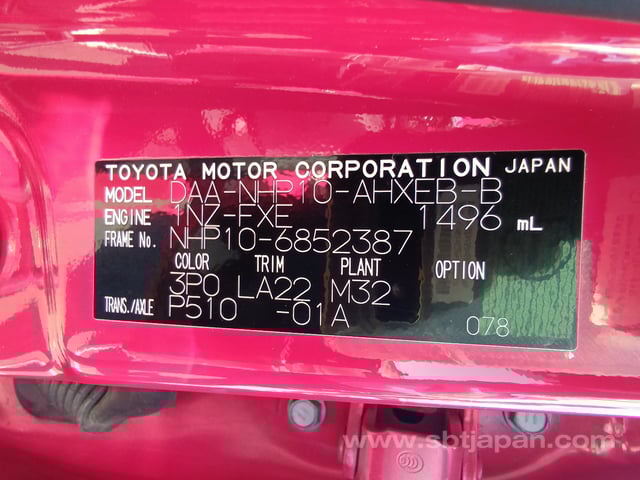 TOYOTA MOTOR CORPORATION JAPAN
MODEL DAA-NHP10-AHXEB-B
ENGINE 1NZ-FXE 1496 mL
FRAME No. NHP10-6852387
COLOR TRIM PLANT OPTION
3P0 LA22 M32
TRANS./AXLE P510 -01A
078
www.sbtjapan.com